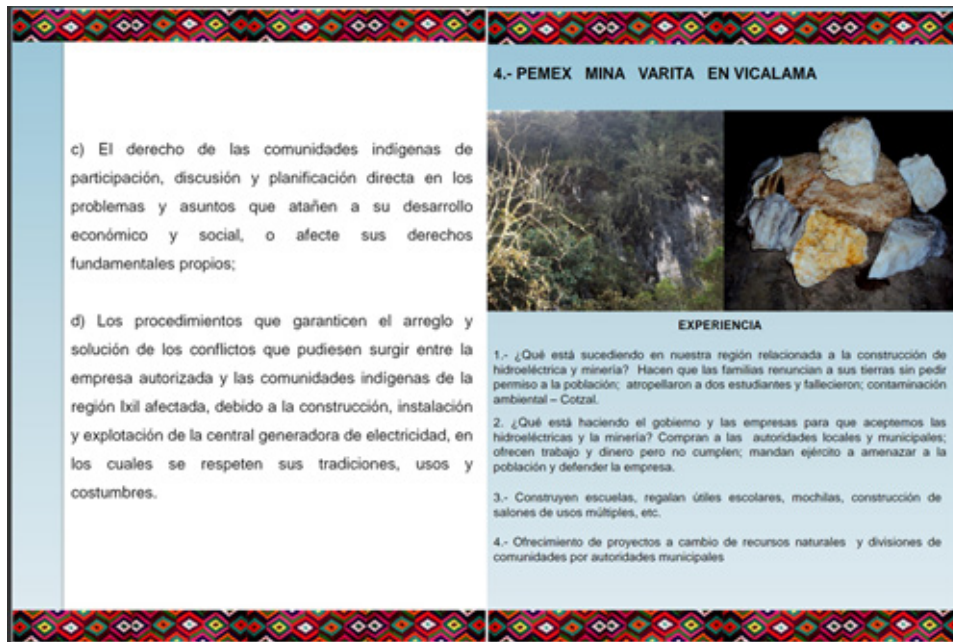 c) El derecho de las comunidades indígenas de
participación, discusión y planificación directa en los
problemas y asuntos que atañen a su desarrollo
económico y social, o afecte sus derechos
fundamentales propios;
d) Los procedimientos que garanticen el arreglo y
solución de los conflictos que pudiesen surgir entre la
empresa autorizada y las comunidades indígenas de la
región Ixil afectada, debido a la construcción, instalación
y explotación de la central generadora de electricidad, en
los cuales se respeten sus tradiciones, usos y
costumbres.
4.- PEMEX MINA VARITA EN VICALAMA
EXPERIENCIA
1.- ¿Qué está sucediendo en nuestra región relacionada a la construcción de
hidroeléctrica y minería? Hacen que las familias renuncian a sus tierras sin pedir
permiso a la población; atropellaron a dos estudiantes y fallecieron; contaminación
ambiental – Cotzal.
2. ¿Qué está haciendo el gobierno y las empresas para que aceptemos las
hidroeléctricas y la minería? Compran a las autoridades locales y municipales;
ofrecen trabajo y dinero pero no cumplen; mandan ejército a amenazar a la
población y defender la empresa.
3.- Construyen escuelas, regalan útiles escolares, mochilas, construcción de
salones de usos múltiples, etc.
4.- Ofrecimiento de proyectos a cambio de recursos naturales y divisiones de
comunidades por autoridades municipales